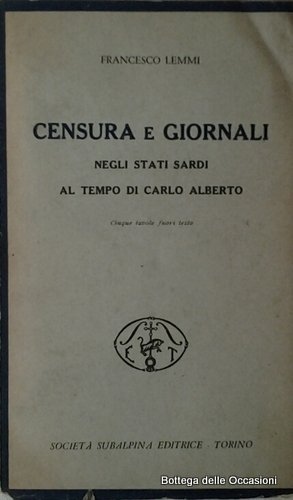 FRANCESCO LEMMI
CENSURA E GIORNALI
NEGLI STATI SARDI
AL TEMPO DI CARLO ALBERTO
Cinque tavole fuori testo
SOCIETÀ SUBALPINA EDITRICE - TORINO
Bottega delle Occasioni